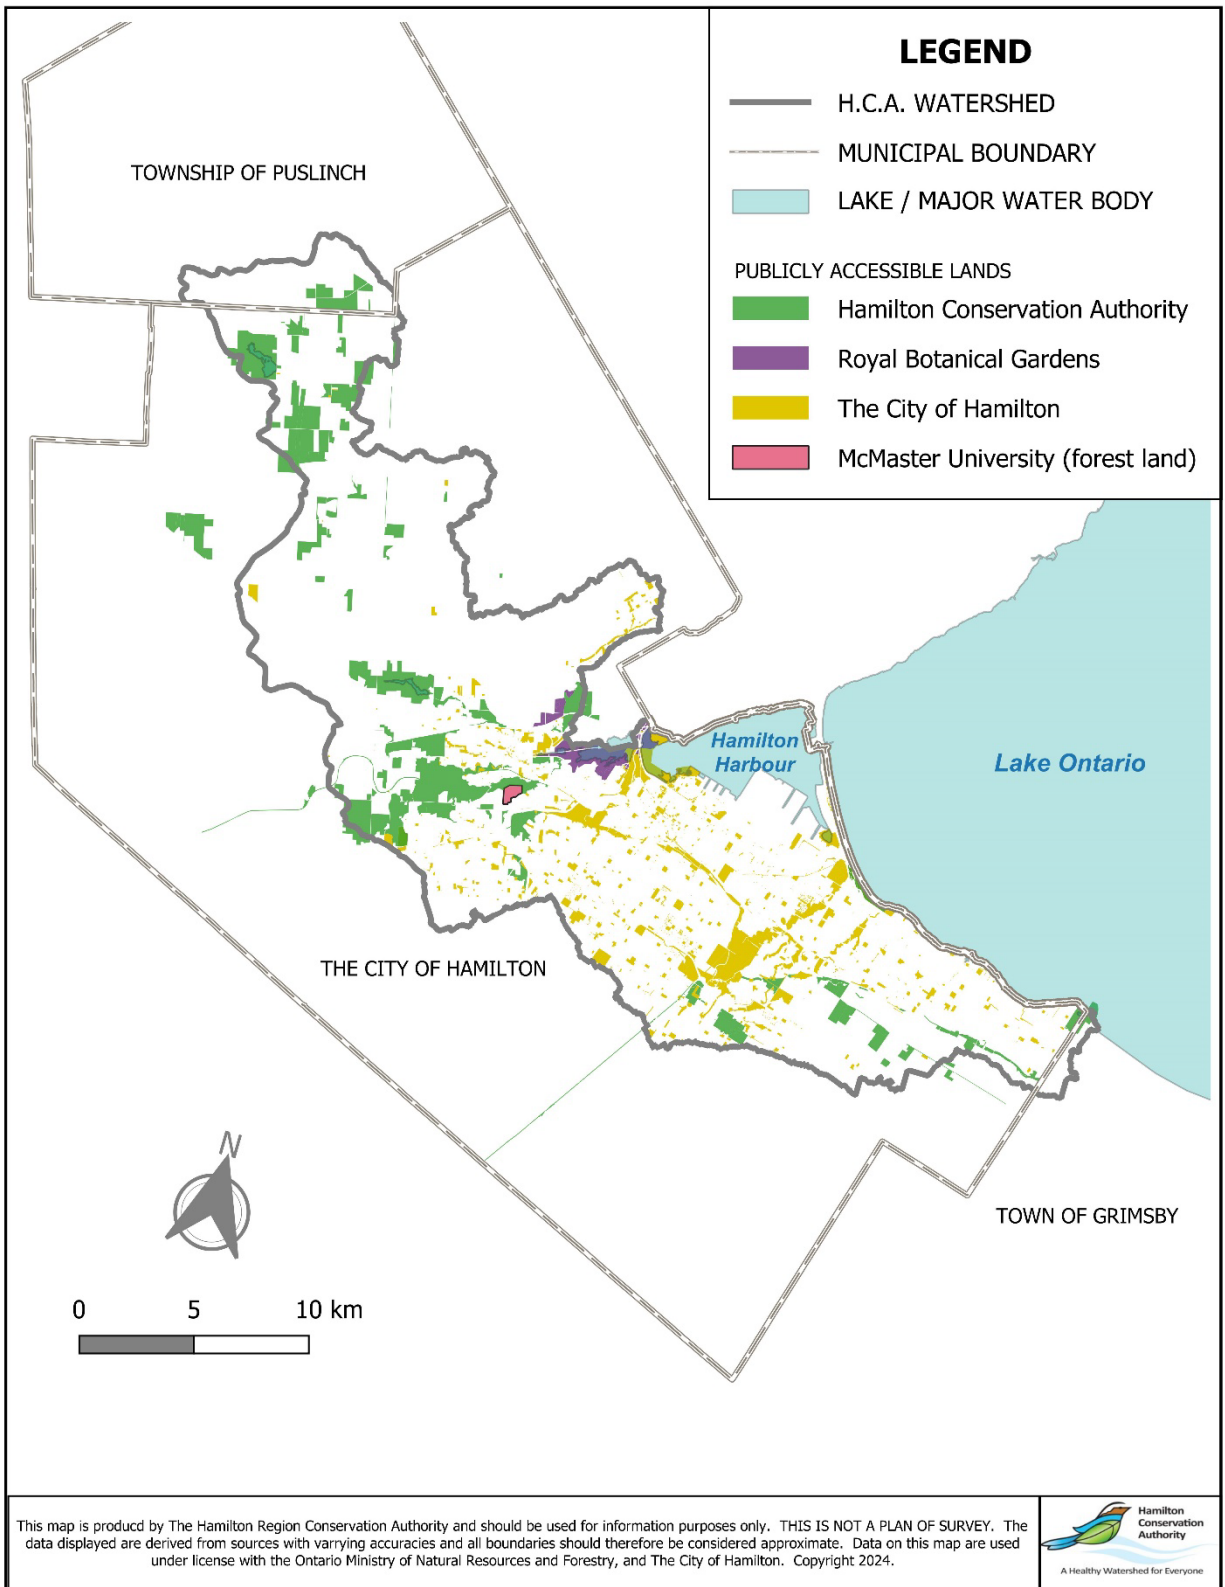 LEGEND
H.C.A. WATERSHED
MUNICIPAL BOUNDARY
LAKE / MAJOR WATER BODY
PUBLICLY ACCESSIBLE LANDS
Hamilton Conservation Authority
Royal Botanical Gardens
The City of Hamilton
McMaster University (forest land)
TOWNSHIP OF PUSLINCH
Hamilton
Harbour
Lake Ontario
THE CITY OF HAMILTON
TOWN OF GRIMSBY
N
0 5 10 km
This map is producd by The Hamilton Region Conservation Authority and should be used for information purposes only. THIS IS NOT A PLAN OF SURVEY. The
data displayed are derived from sources with varrying accuracies and all boundaries should therefore be considered approximate. Data on this map are used
under license with the Ontario Ministry of Natural Resources and Forestry, and The City of Hamilton. Copyright 2024.
Hamilton
Conservation
Authority
A Healthy Watershed for Everyone